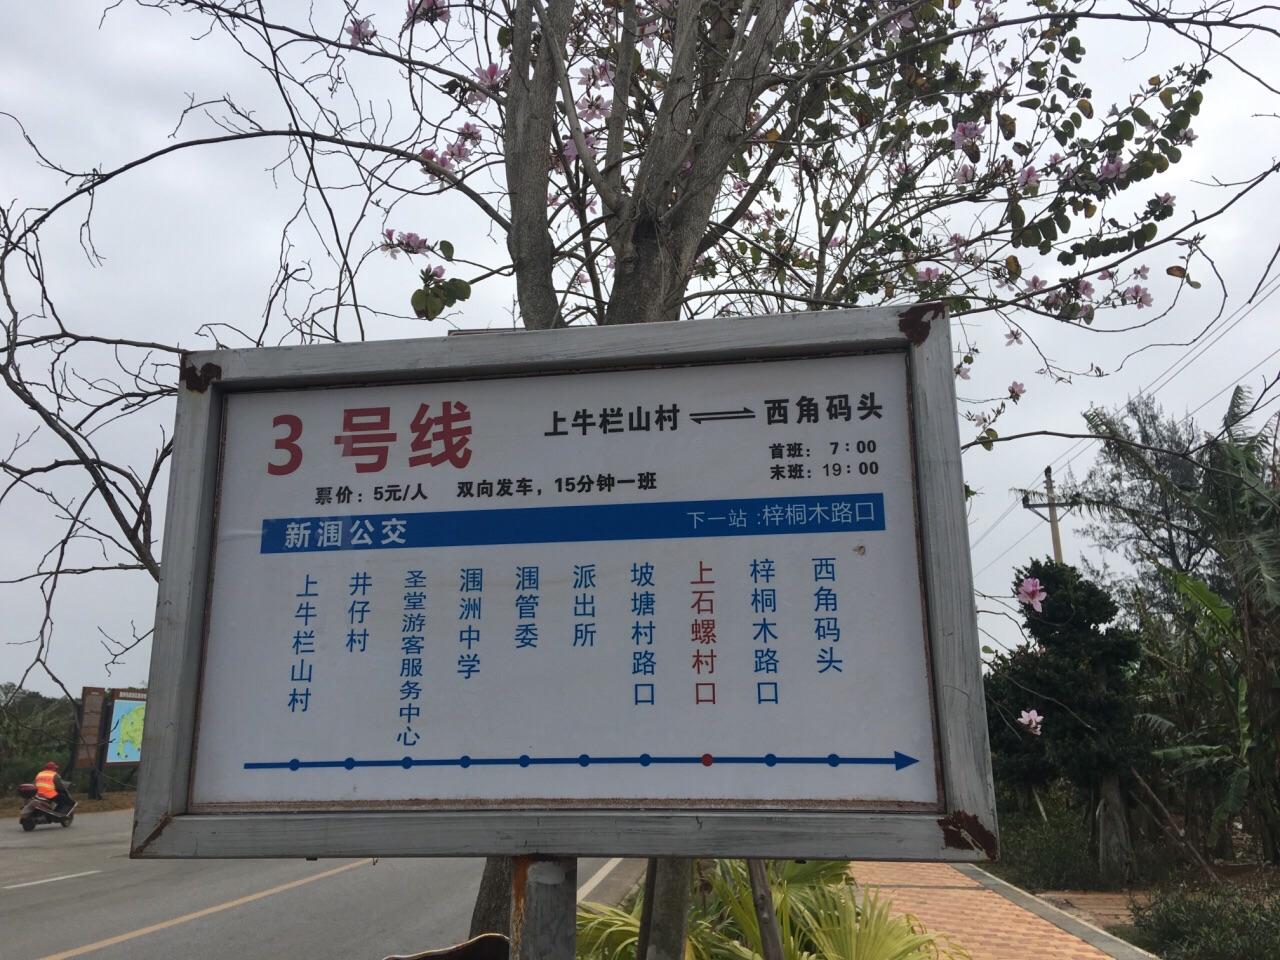 3号线
上牛栏山村 ⇌ 西角码头
首班：7：00
末班：19：00
票价：5元/人 双向发车，15分钟一班
新涠公交
下一站:梓桐木路口
上牛栏山村
井仔村
圣堂游客服务中心
涠洲中学
涠管委
派出所
坡塘村路口
上石螺村口
梓桐木路口
西角码头